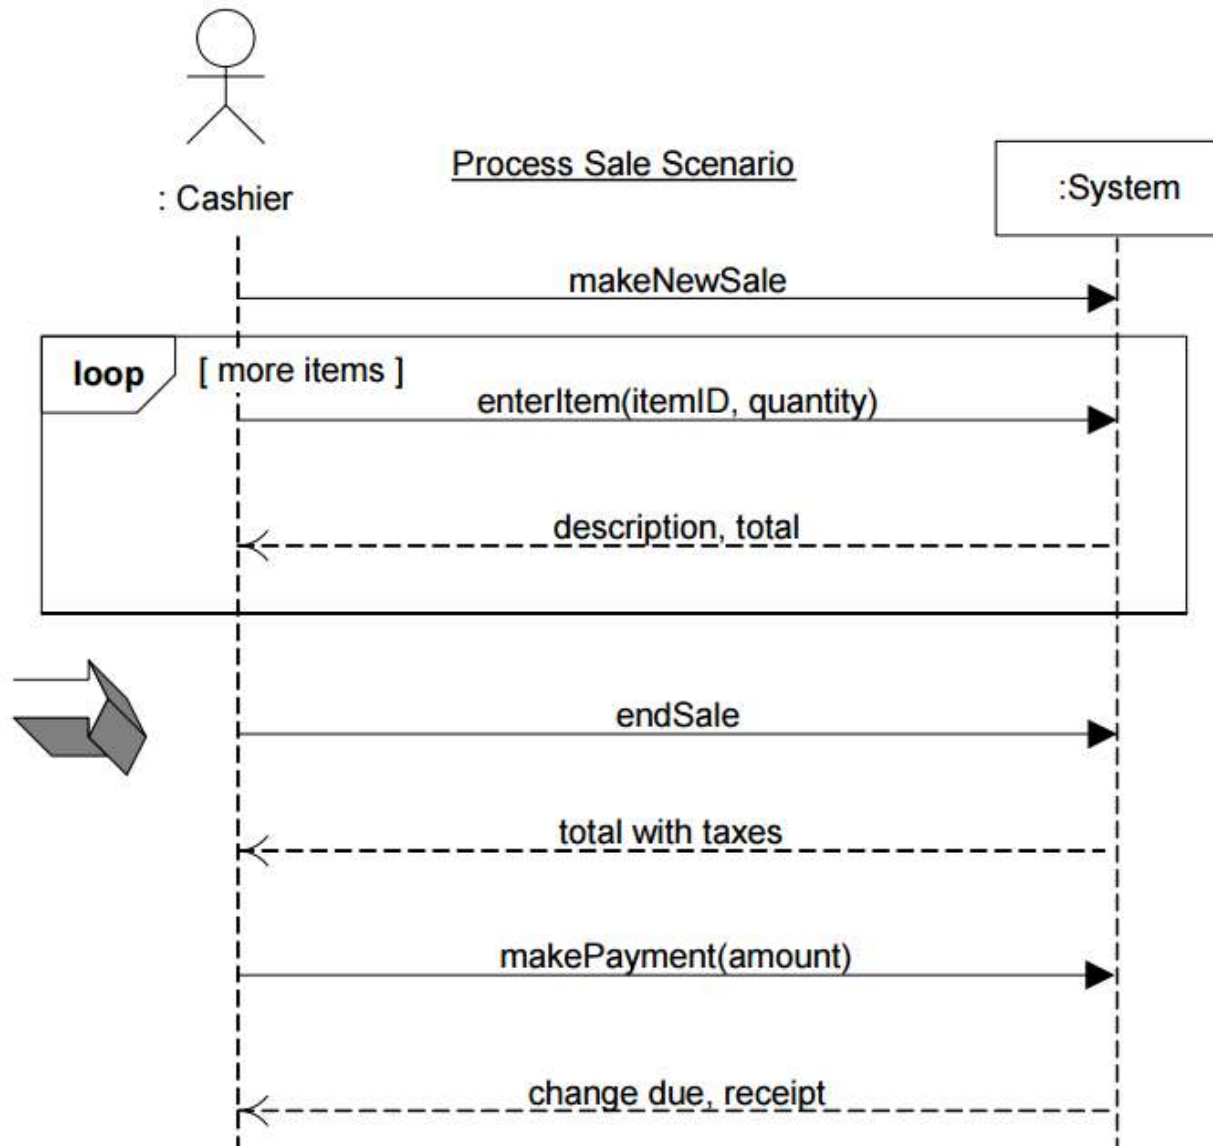 Process Sale Scenario
: Cashier
:System
makeNewSale
loop
[ more items ]
enterItem(itemID, quantity)
description, total
endSale
total with taxes
makePayment(amount)
change due, receipt